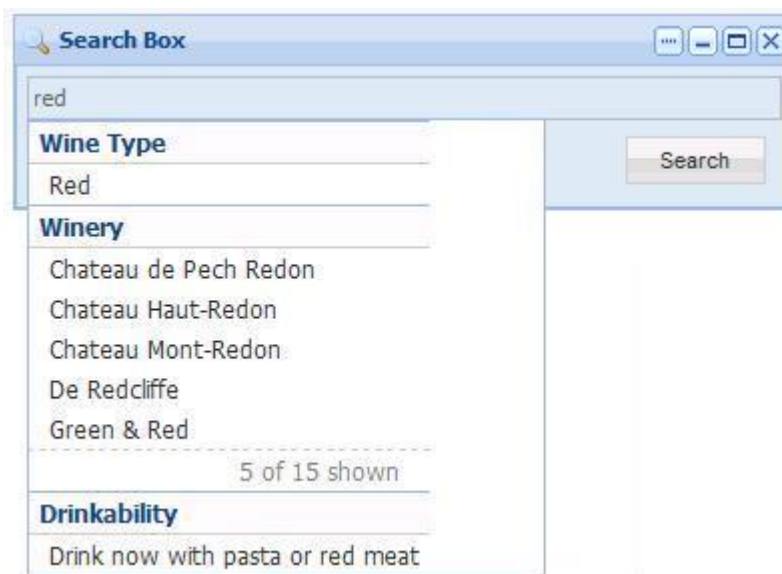 Search Box
red
Wine Type
Search
Red
Winery
Chateau de Pech Redon
Chateau Haut-Redon
Chateau Mont-Redon
De Redcliffe
Green & Red
5 of 15 shown
Drinkability
Drink now with pasta or red meat